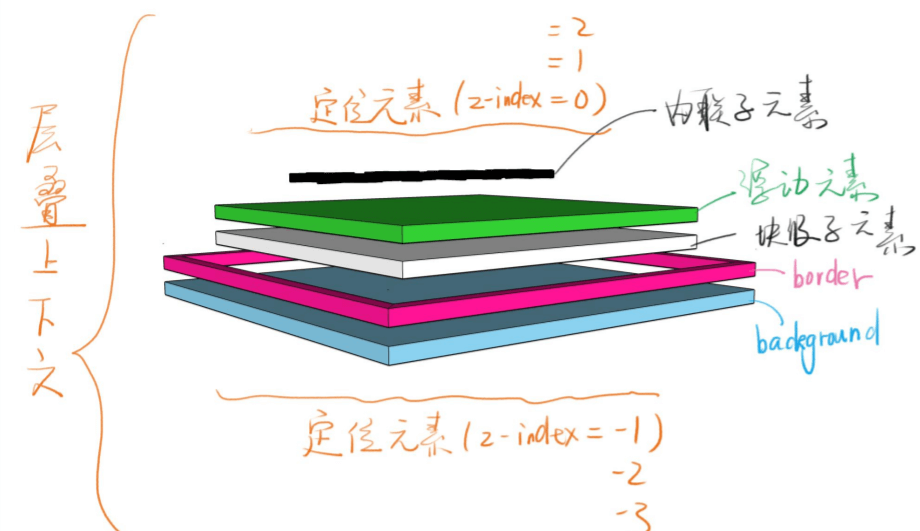 = 2
= 1
定位元素 (z-index = 0)
内联子元素
浮动元素
块级子元素
border
background
层叠上下文
定位元素 (z-index = -1)
-2
-3